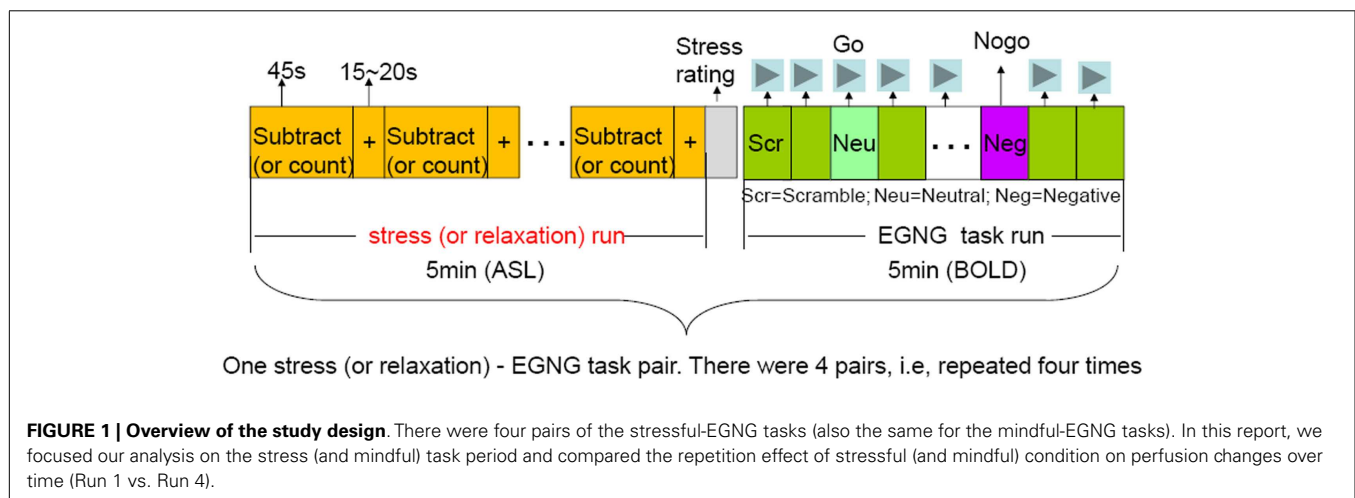 45s
15~20s
Stress
rating
Go
Nogo
Subtract
(or count)
+
Subtract
(or count)
+
...
Subtract
(or count)
+
Scr
Neu
...
Neg
Scr=Scramble; Neu=Neutral; Neg=Negative
stress (or relaxation) run
EGNG task run
5min (ASL)
5min (BOLD)
One stress (or relaxation) - EGNG task pair. There were 4 pairs, i.e, repeated four times
FIGURE 1 | Overview of the study design. There were four pairs of the stressful-EGNG tasks (also the same for the mindful-EGNG tasks). In this report, we
focused our analysis on the stress (and mindful) task period and compared the repetition effect of stressful (and mindful) condition on perfusion changes over
time (Run 1 vs. Run 4).